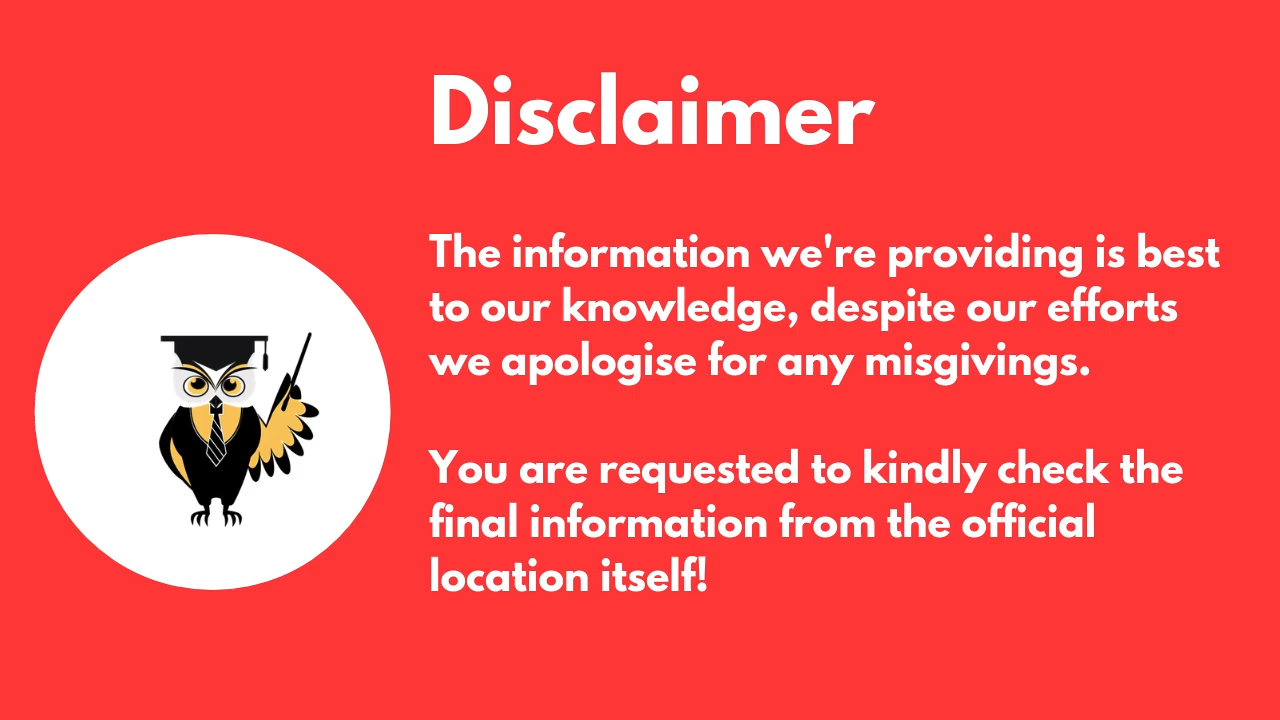 Disclaimer
The information we're providing is best
to our knowledge, despite our efforts
we apologise for any misgivings.
You are requested to kindly check the
final information from the official
location itself!